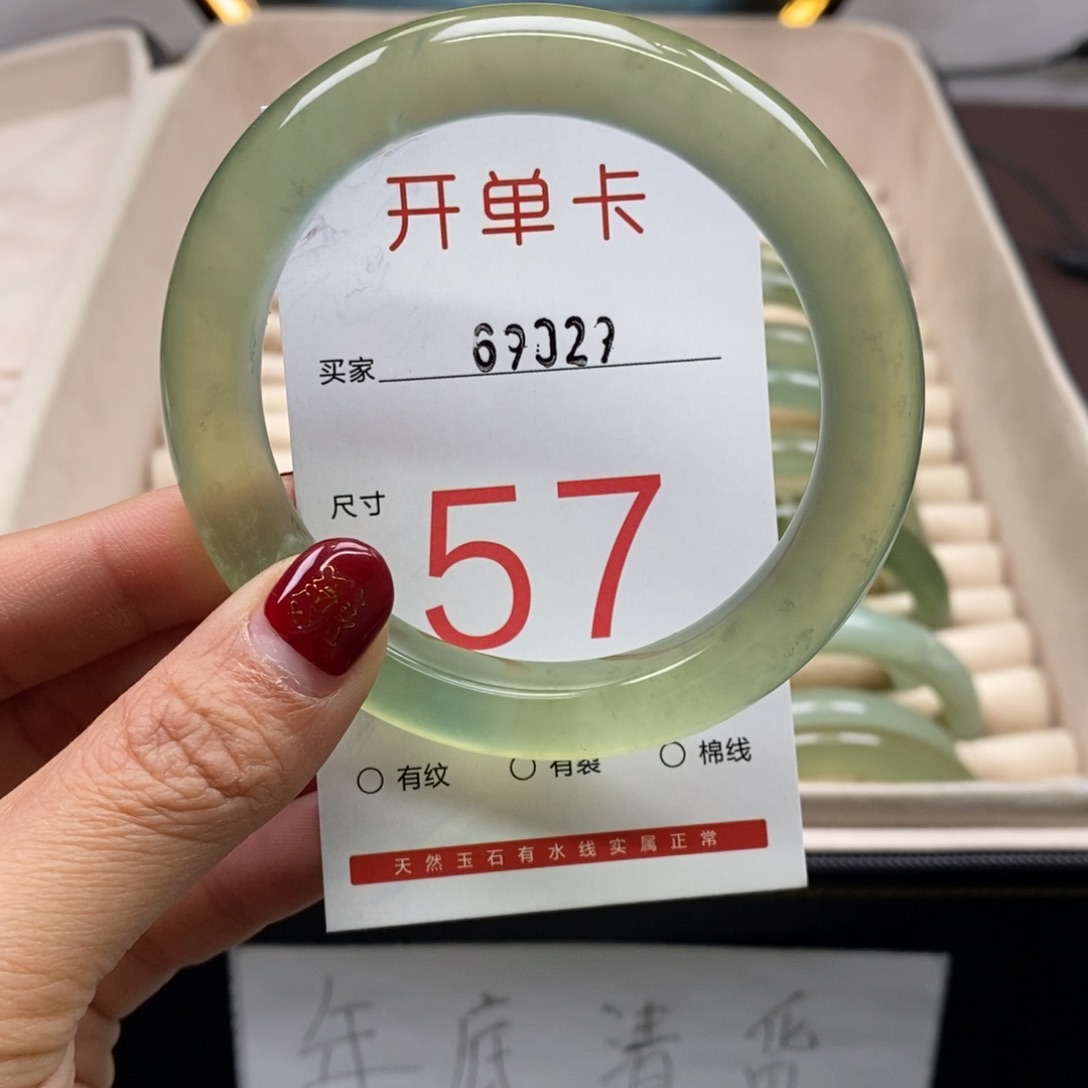 开单卡
买家 69027
尺寸 57
有纹 有裂 棉线
天然玉石有水线实属正常
年底清货